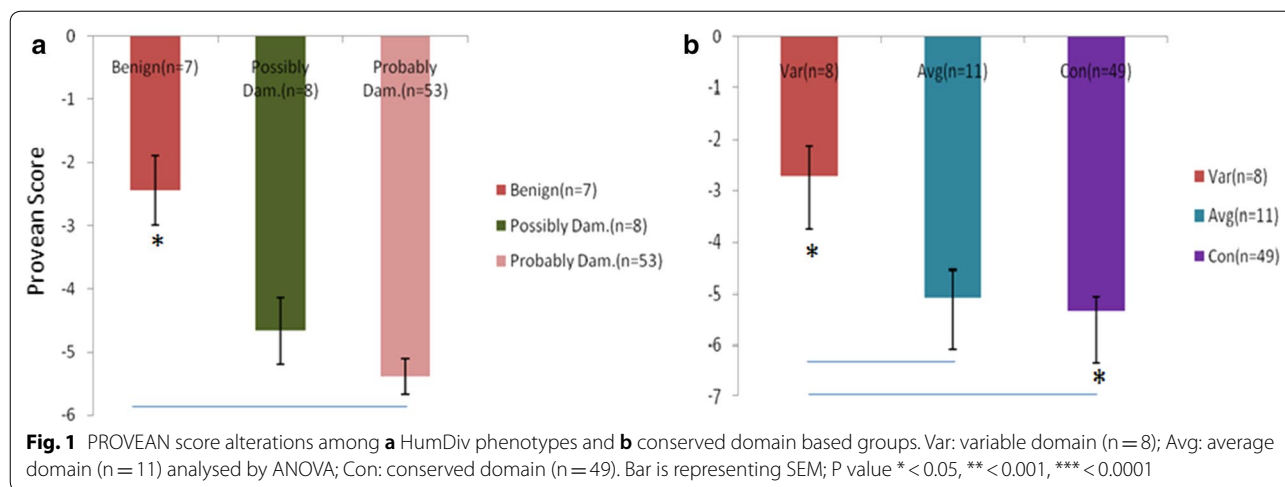 a
Provean Score
0
-1
-2
-3
-4
-5
-6
Benign(n=7)
Possibly
Dam.(n=8)
Probably
Dam.(n=53)
*
Benign(n=7)
Possibly Dam.(n=8)
Probably Dam.(n=53)
b
0
-1
-2
-3
-4
-5
-6
-7
Var(n=8)
Avg(n=11)
Con(n=49)
*
*
Var(n=8)
Avg(n=11)
Con(n=49)
Fig. 1 PROVEAN score alterations among a HumDiv phenotypes and b conserved domain based groups. Var: variable domain (n = 8); Avg: average
domain (n = 11) analysed by ANOVA; Con: conserved domain (n = 49). Bar is representing SEM; P value * < 0.05, ** < 0.001, *** < 0.0001